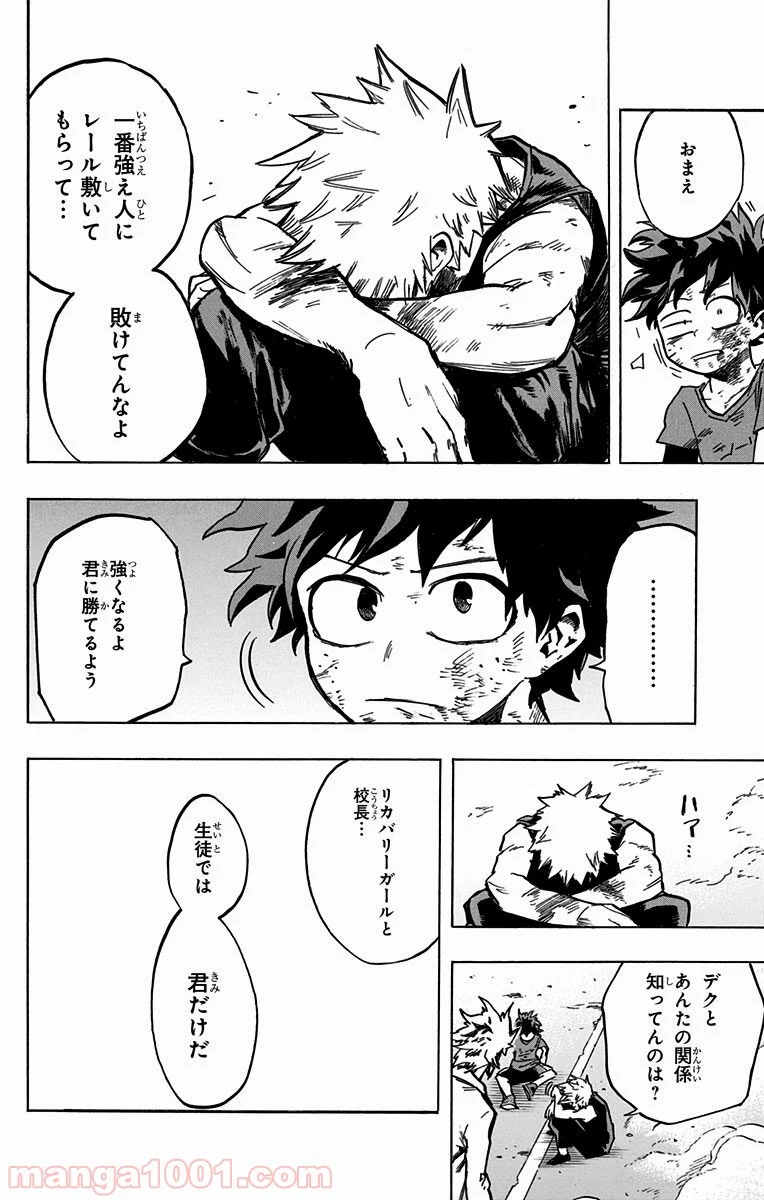 おまえ
一番強ぇ人に
レール敷いて
もらって…
敗けてんなよ
…………
強くなるよ
君に勝てるよう
ハァ…
デクと
あんたの関係
知ってんのは？
リカバリーガールと
校長…
生徒では
君だけだ
manga1001.com